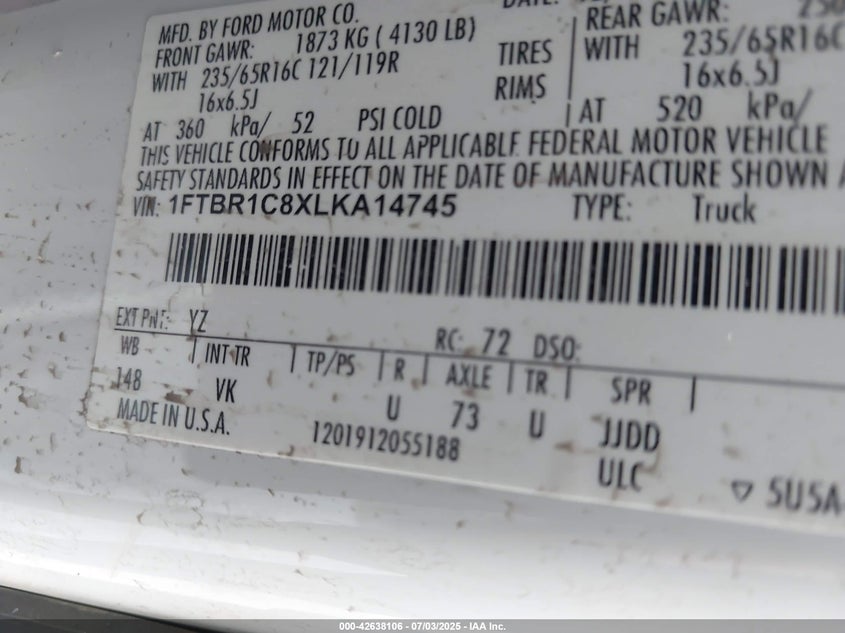 MFD. BY FORD MOTOR CO.
FRONT GAWR: 1873 KG ( 4130 LB)
WITH 235/65R16C 121/119R TIRES
16x6.5J RIMS
AT 360 kPa/ 52 PSI COLD
DATE:
REAR GAWR: 250
WITH 235/65R16C
16x6.5J
AT 520 kPa/
THIS VEHICLE CONFORMS TO ALL APPLICABLE FEDERAL MOTOR VEHICLE
SAFETY STANDARDS IN EFFECT ON THE DATE OF MANUFACTURE SHOWN
VIN: 1FTBR1C8XLKA14745 TYPE: Truck
EXT PNT: YZ RC: 72 DSO:
WB INT TR TP/PS R AXLE TR SPR
148 VK U 73 U JJDD
MADE IN U.S.A. 1201912055188 ULC
▽ 5U5A
000-42638106 - 07/03/2025 - IAA Inc.